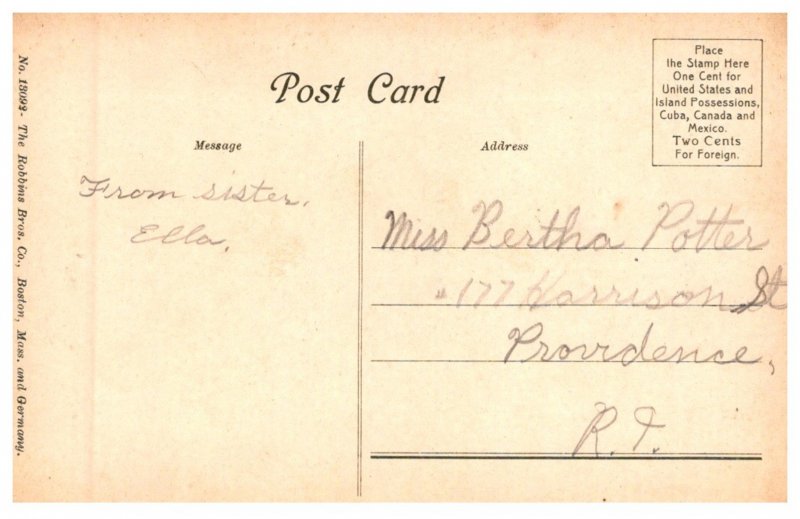 No. 13092- The Robbins Bros. Co., Boston, Mass. and Germany.
Post Card
Place
the Stamp Here
One Cent for
United States and
Island Possessions,
Cuba, Canada and
Mexico.
Two Cents
For Foreign.
Message
From sister.
Ella.
Address
Miss Bertha Potter
177 Harrison St
Providence,
R.I.